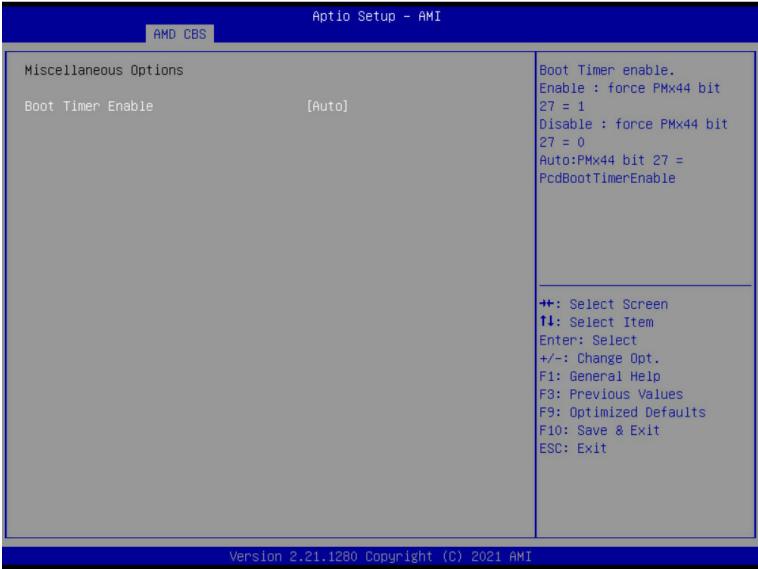 Aptio Setup – AMI
AMD CBS
Miscellaneous Options
Boot Timer Enable [Auto]
Boot Timer enable.
Enable : force PMx44 bit
27 = 1
Disable : force PMx44 bit
27 = 0
Auto:PMx44 bit 27 =
PcdBootTimerEnable
→←: Select Screen
↑↓: Select Item
Enter: Select
+/-: Change Opt.
F1: General Help
F3: Previous Values
F9: Optimized Defaults
F10: Save & Exit
ESC: Exit
Version 2.21.1280 Copyright (C) 2021 AMI